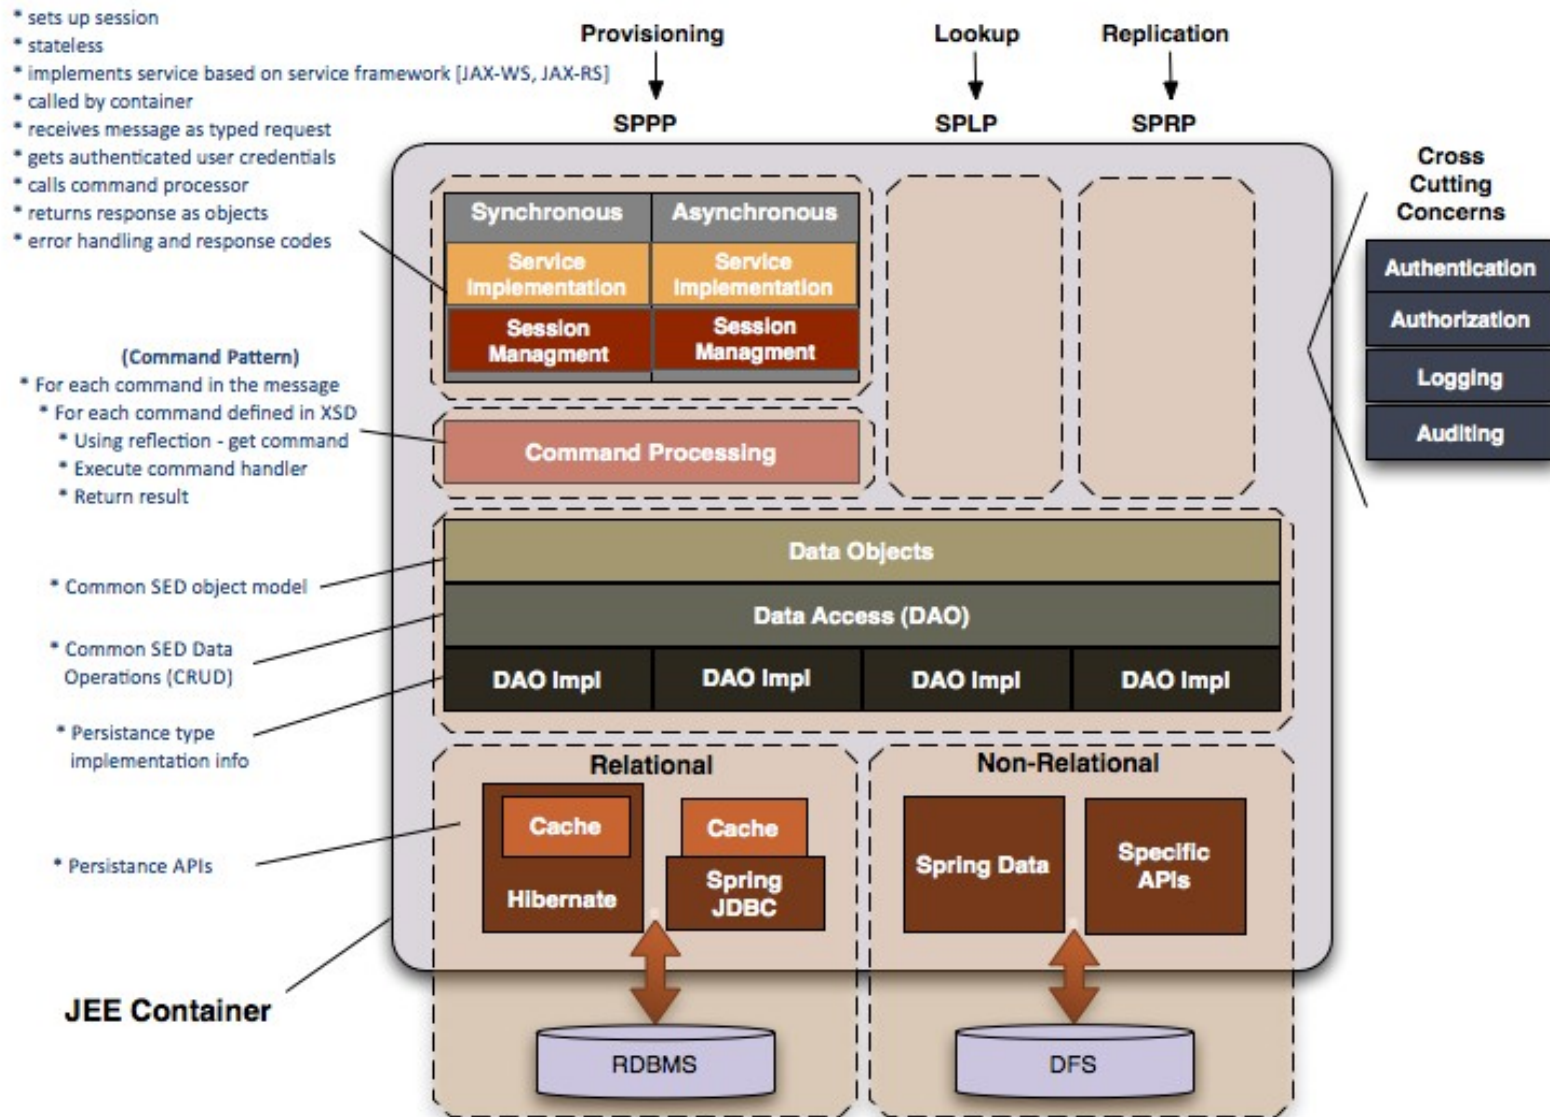 * sets up session
* stateless
* implements service based on service framework [JAX-WS, JAX-RS]
* called by container
* receives message as typed request
* gets authenticated user credentials
* calls command processor
* returns response as objects
* error handling and response codes
Provisioning
Lookup
Replication
SPPP
SPLP
SPRP
Cross
Cutting
Concerns
Authentication
Authorization
Logging
Auditing
Synchronous
Asynchronous
Service
Implementation
Service
Implementation
Session
Managment
Session
Managment
(Command Pattern)
* For each command in the message
* For each command defined in XSD
* Using reflection - get command
* Execute command handler
* Return result
Command Processing
* Common SED object model
Data Objects
* Common SED Data
Operations (CRUD)
Data Access (DAO)
* Persistance type
implementation info
DAO Impl
DAO Impl
DAO Impl
DAO Impl
* Persistance APIs
Relational
Cache
Hibernate
Cache
Spring
JDBC
Non-Relational
Spring Data
Specific
APIs
JEE Container
RDBMS
DFS